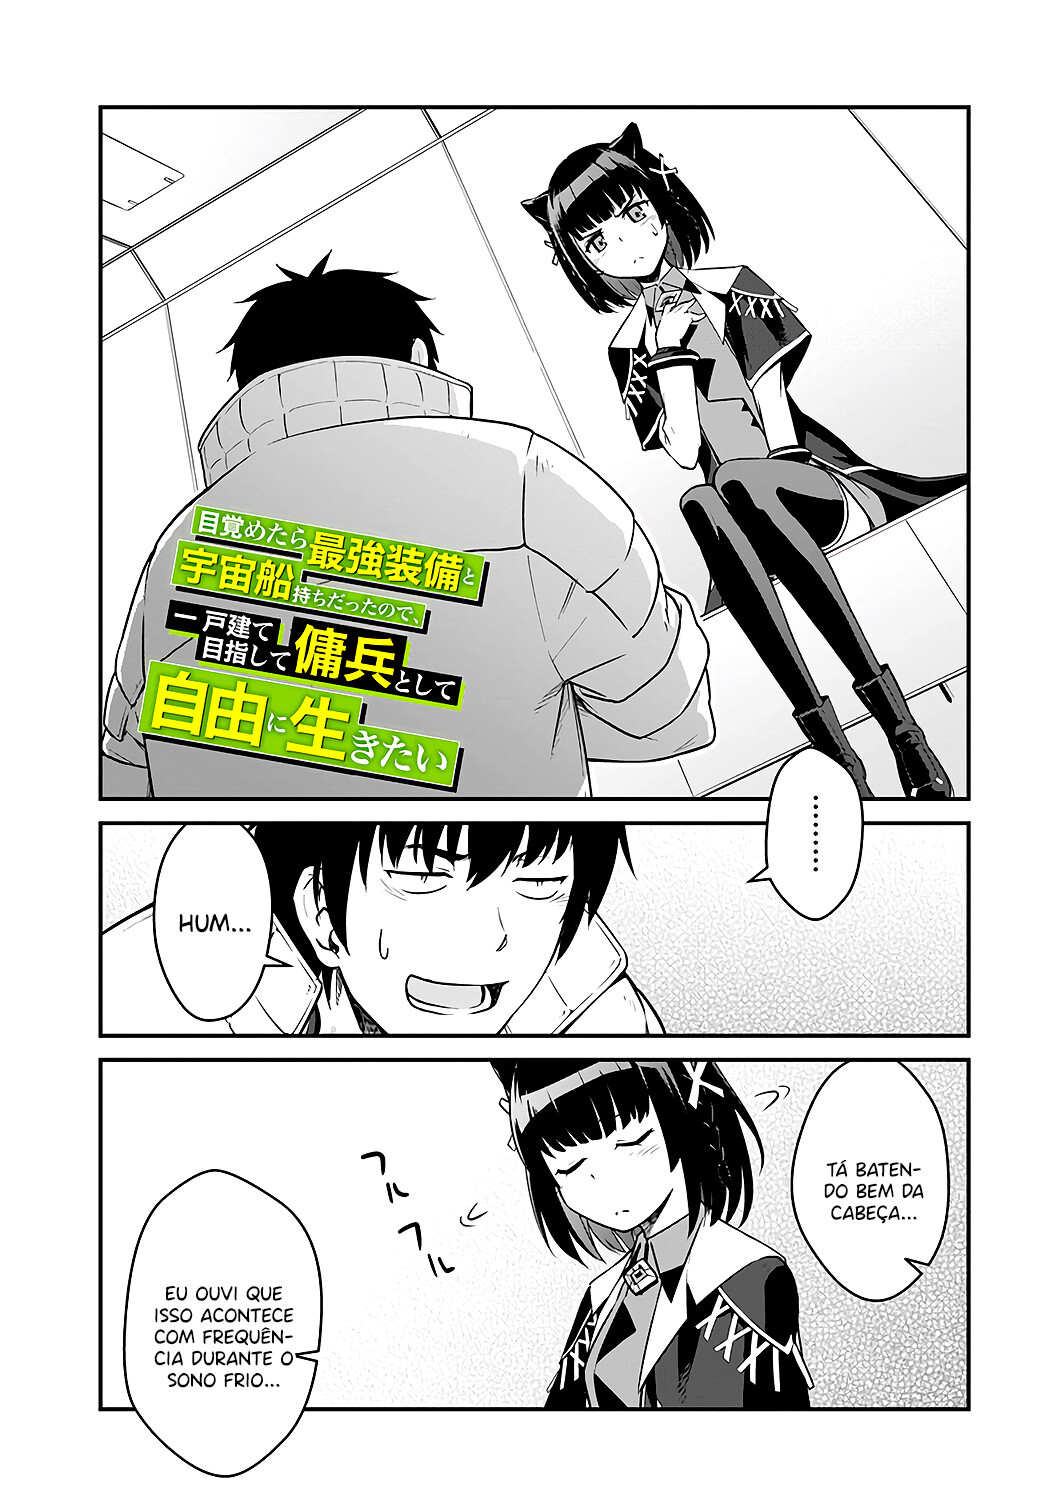 目覚めたら最強装備と
宇宙船持ちだったので、
一戸建て
目指して傭兵として
自由に生きたい
………
HUM...
TÁ BATEN-
DO BEM DA
CABEÇA...
フル
フル
EU OUVI QUE
ISSO ACONTECE
COM FREQUÊN-
CIA DURANTE O
SONO FRIO...